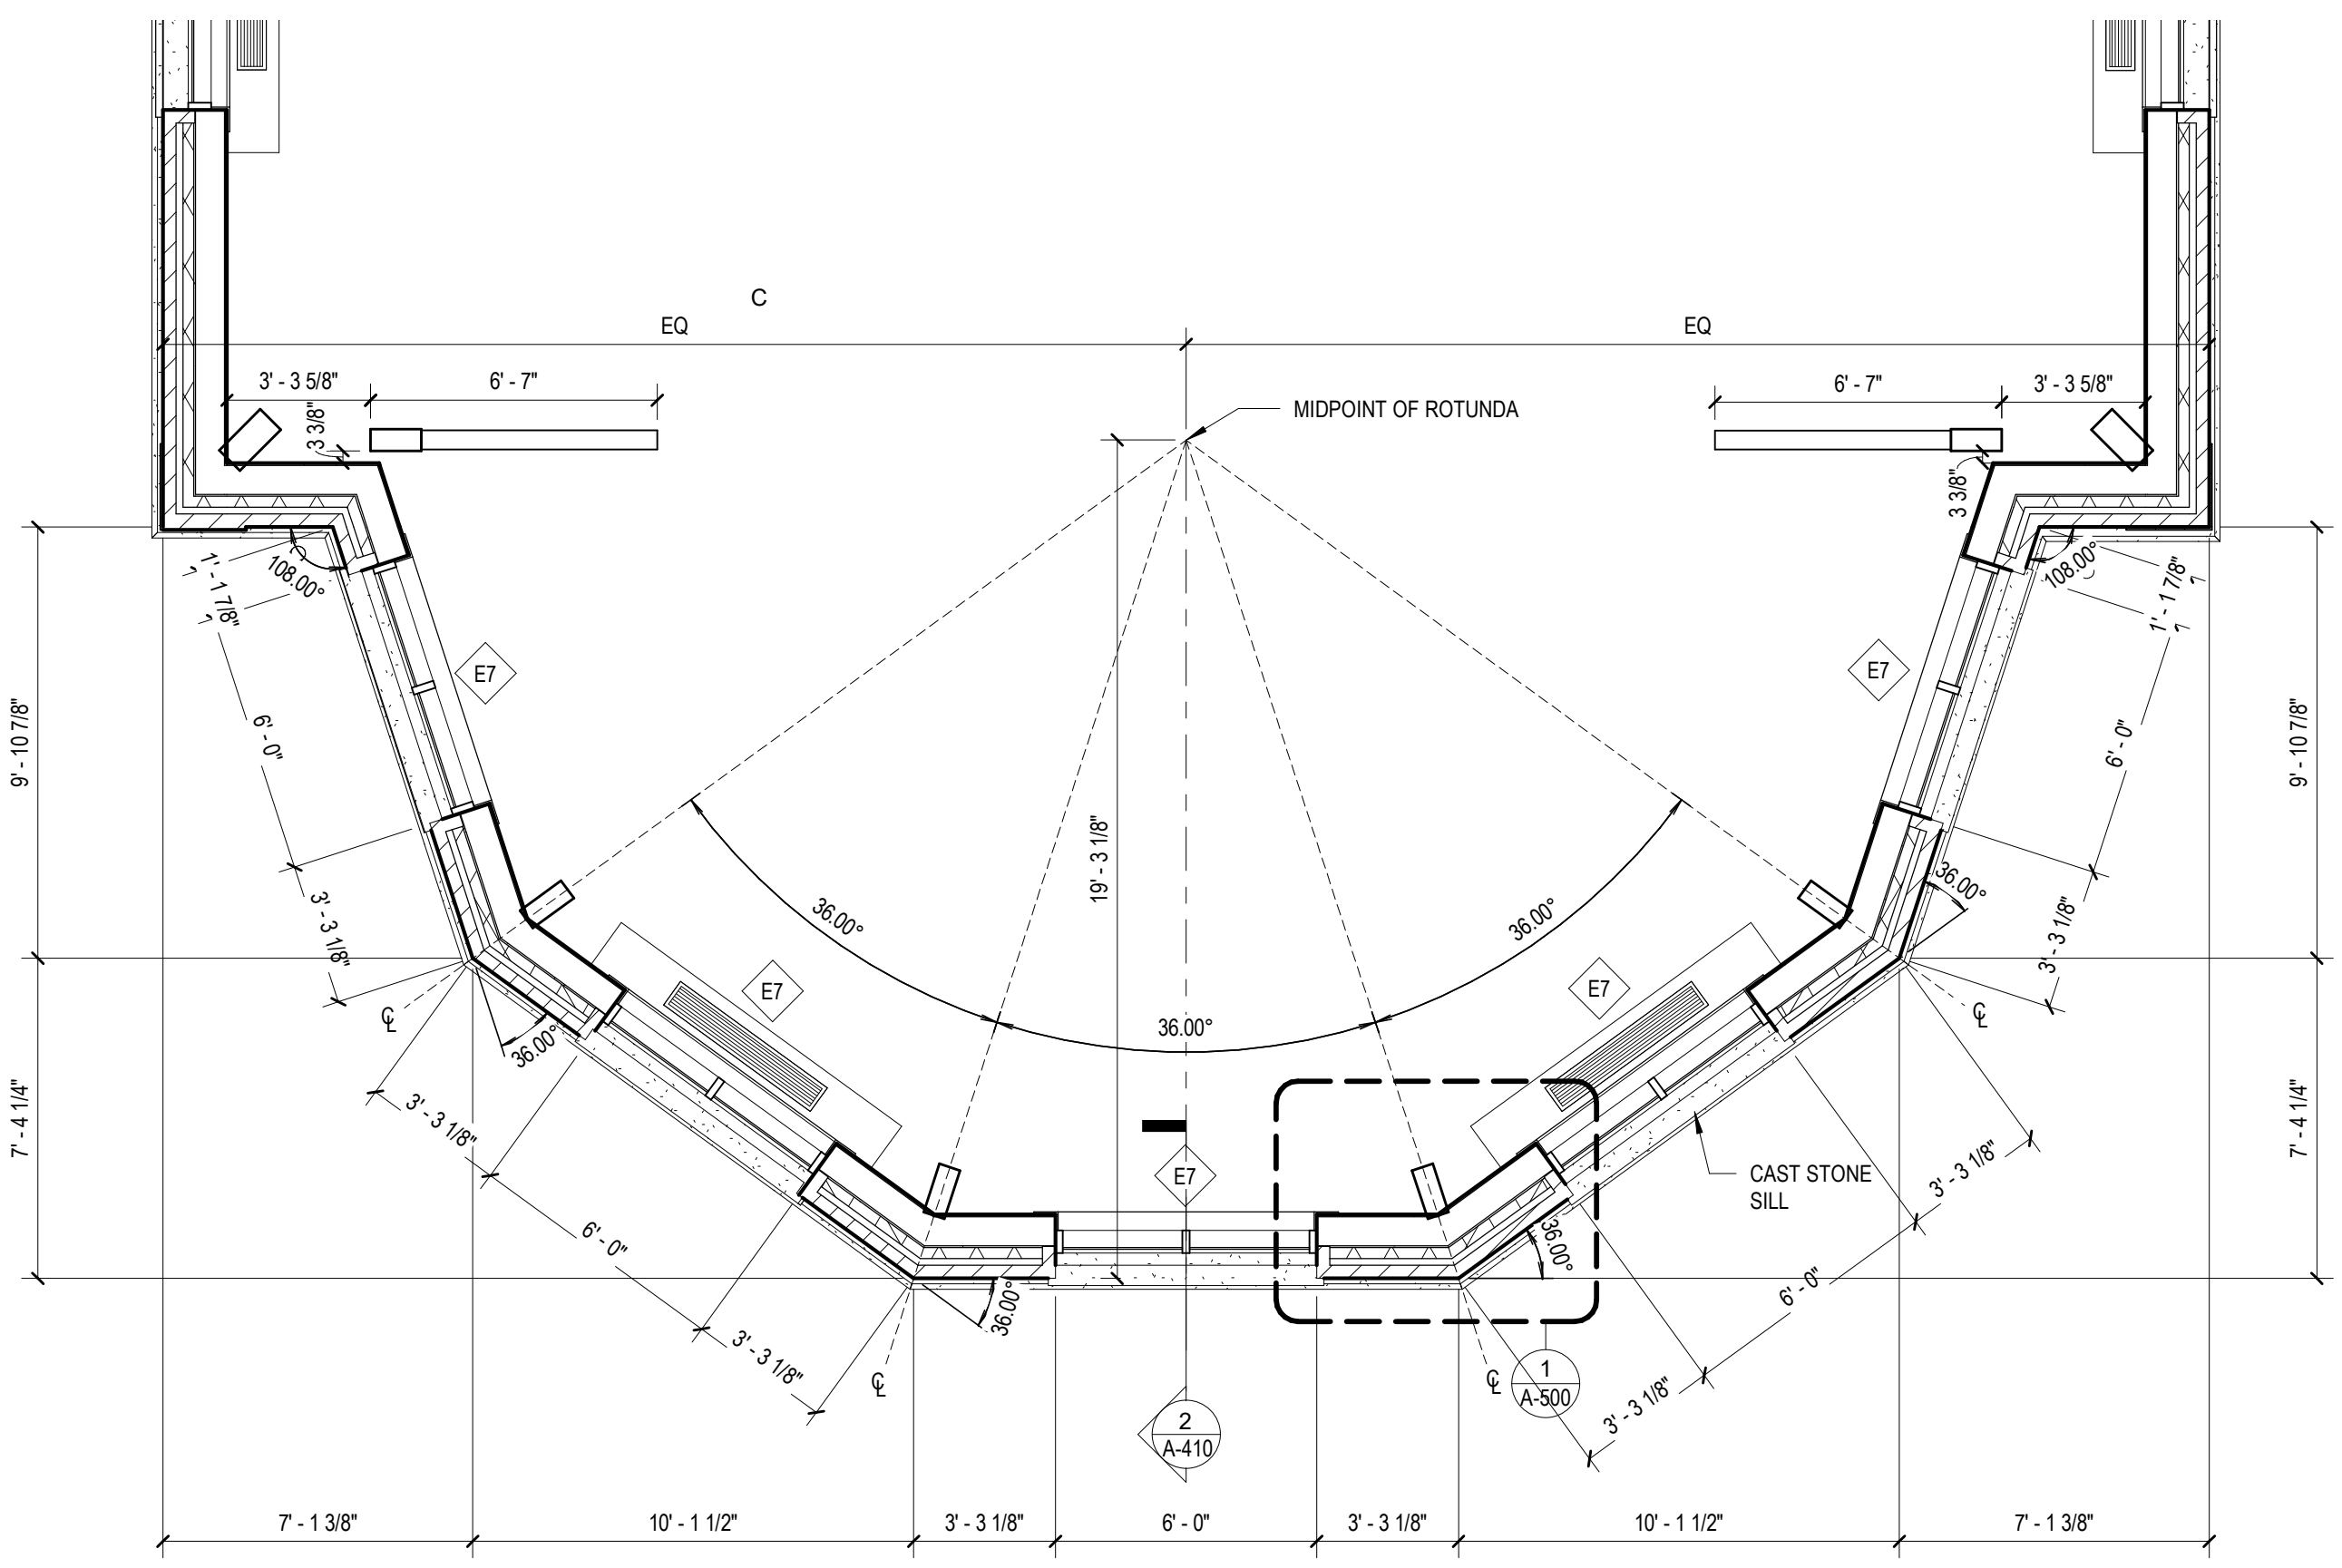 C
EQ
EQ
3' - 3 5/8"
6' - 7"
6' - 7"
3' - 3 5/8"
MIDPOINT OF ROTUNDA
3 3/8"
3 3/8"
108.00°
108.00°
1' - 1 7/8"
1' - 1 7/8"
E7
E7
9' - 10 7/8"
6' - 0"
6' - 0"
9' - 10 7/8"
19' - 3 1/8"
36.00°
36.00°
36.00°
3' - 3 1/8"
3' - 3 1/8"
E7
E7
℄
36.00°
36.00°
℄
7' - 4 1/4"
3' - 3 1/8"
E7
CAST STONE
SILL
3' - 3 1/8"
7' - 4 1/4"
6' - 0"
36.00°
36.00°
6' - 0"
3' - 3 1/8"
℄
℄
1
A-500
3' - 3 1/8"
2
A-410
7' - 1 3/8"
10' - 1 1/2"
3' - 3 1/8"
6' - 0"
3' - 3 1/8"
10' - 1 1/2"
7' - 1 3/8"